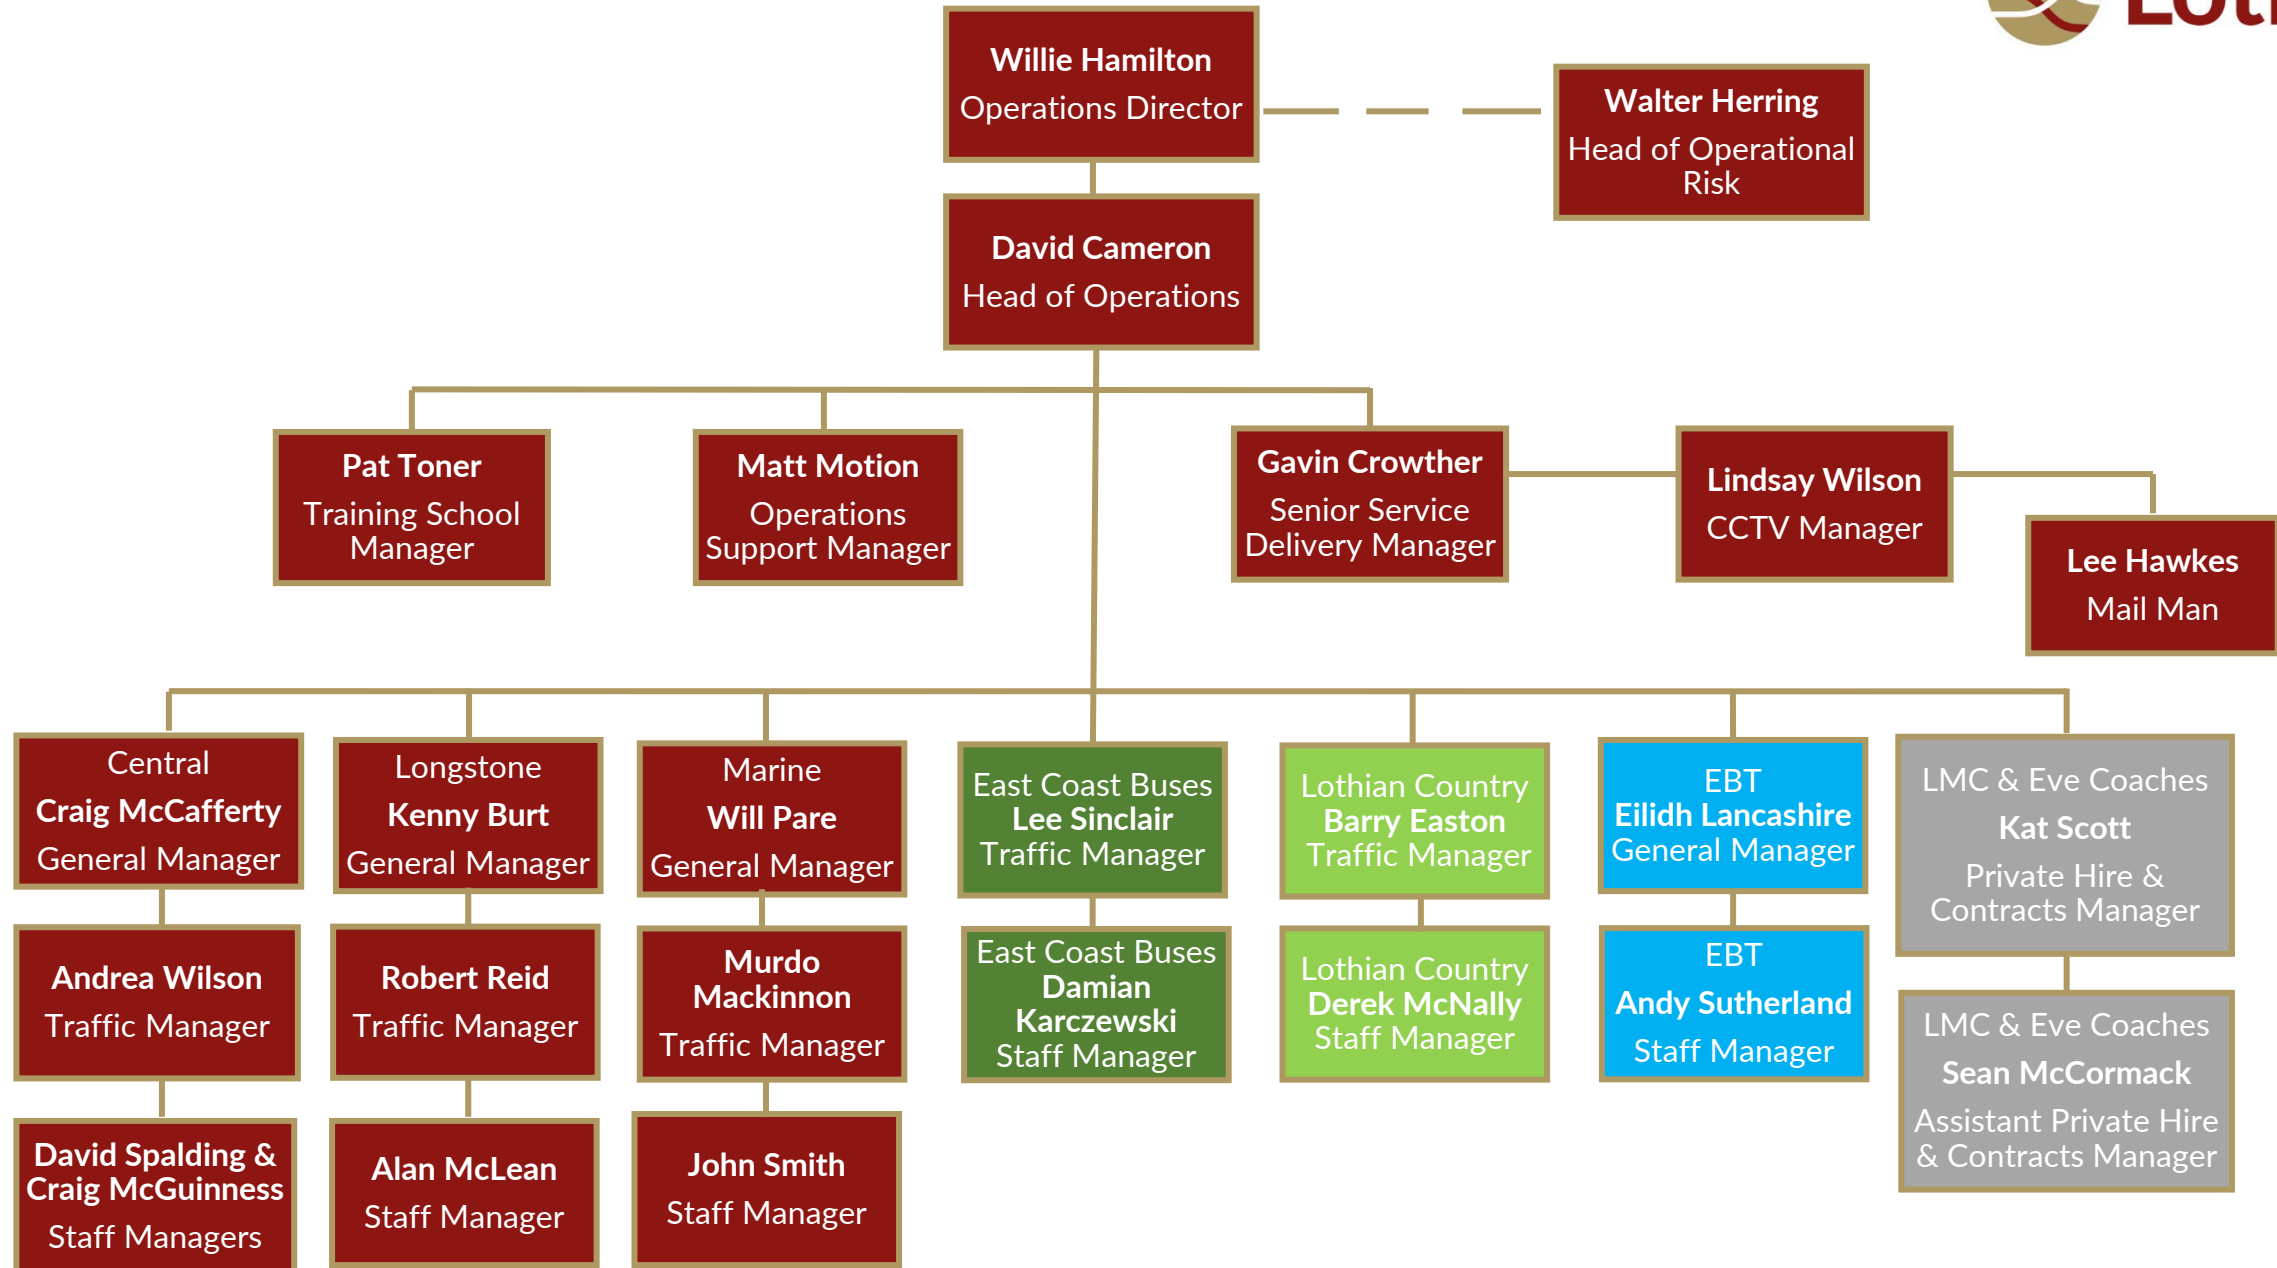 Willie Hamilton
Operations Director
Walter Herring
Head of Operational
Risk
David Cameron
Head of Operations
Pat Toner
Training School
Manager
Matt Motion
Operations
Support Manager
Gavin Crowther
Senior Service
Delivery Manager
Lindsay Wilson
CCTV Manager
Lee Hawkes
Mail Man
Central
Craig McCafferty
General Manager
Longstone
Kenny Burt
General Manager
Marine
Will Pare
General Manager
East Coast Buses
Lee Sinclair
Traffic Manager
Lothian Country
Barry Easton
Traffic Manager
EBT
Eilidh Lancashire
General Manager
LMC & Eve Coaches
Kat Scott
Private Hire &
Contracts Manager
Andrea Wilson
Traffic Manager
Robert Reid
Traffic Manager
Murdo
Mackinnon
Traffic Manager
East Coast Buses
Damian
Karczewski
Staff Manager
Lothian Country
Derek McNally
Staff Manager
EBT
Andy Sutherland
Staff Manager
LMC & Eve Coaches
Sean McCormack
Assistant Private Hire
& Contracts Manager
David Spalding &
Craig McGuinness
Staff Managers
Alan McLean
Staff Manager
John Smith
Staff Manager